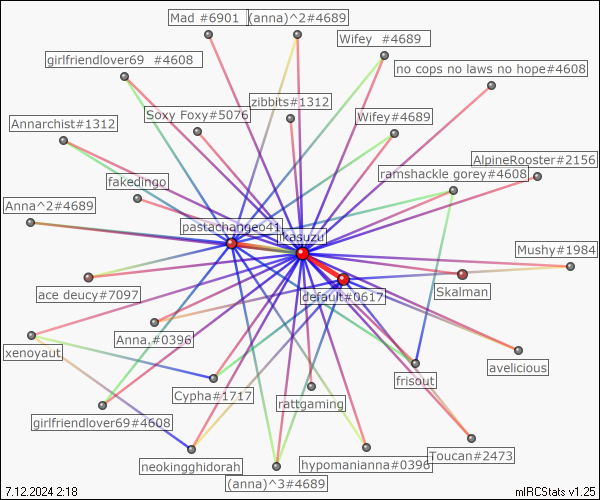 Mad #6901
(anna)^2#4689
Wifey  #4689
girlfriendlover69  #4608
no cops no laws no hope#4608
zibbits#1312
Soxy Foxy#5076
Wifey#4689
Annarchist#1312
AlpineRooster#2156
ramshackle gorey#4608
fakedingo
Anna^2#4689
pastachangeo41
ikasuzu
Mushy#1984
ace deucy#7097
default#0617
Skalman
Anna.#0396
xenoyaut
avelicious
frisout
Cypha#1717
rattgaming
girlfriendlover69#4608
Toucan#2473
neokingghidorah
hypomanianna#0396
(anna)^3#4689
7.12.2024 2:18
mIRCStats v1.25